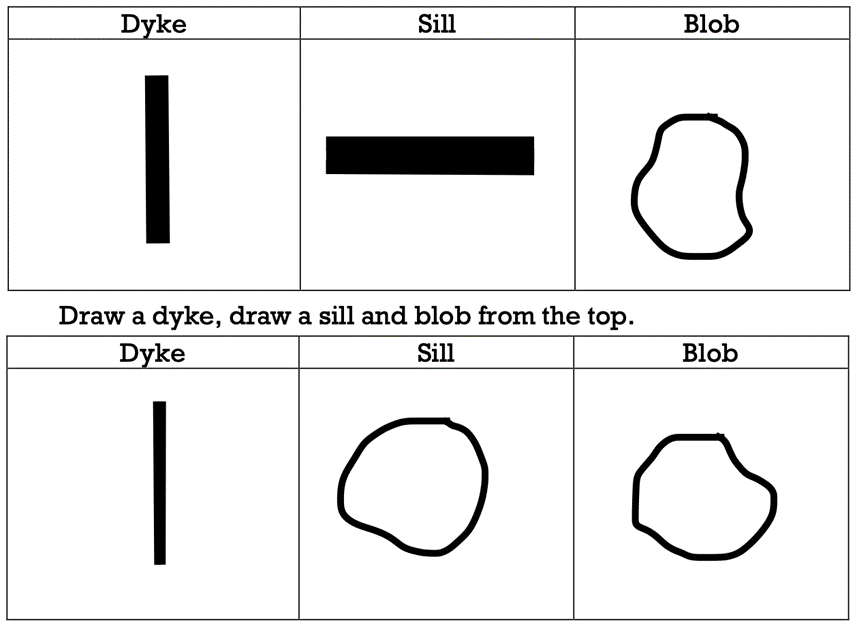 Dyke Sill Blob
Draw a dyke, draw a sill and blob from the top.
Dyke Sill Blob